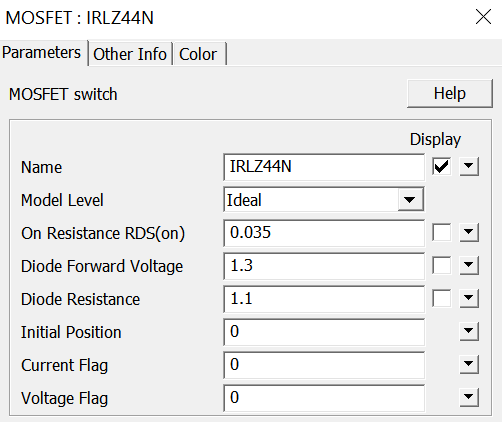 MOSFET : IRLZ44N
Parameters Other Info Color
MOSFET switch Help
Display
Name IRLZ44N
Model Level Ideal
On Resistance RDS(on) 0.035
Diode Forward Voltage 1.3
Diode Resistance 1.1
Initial Position 0
Current Flag 0
Voltage Flag 0